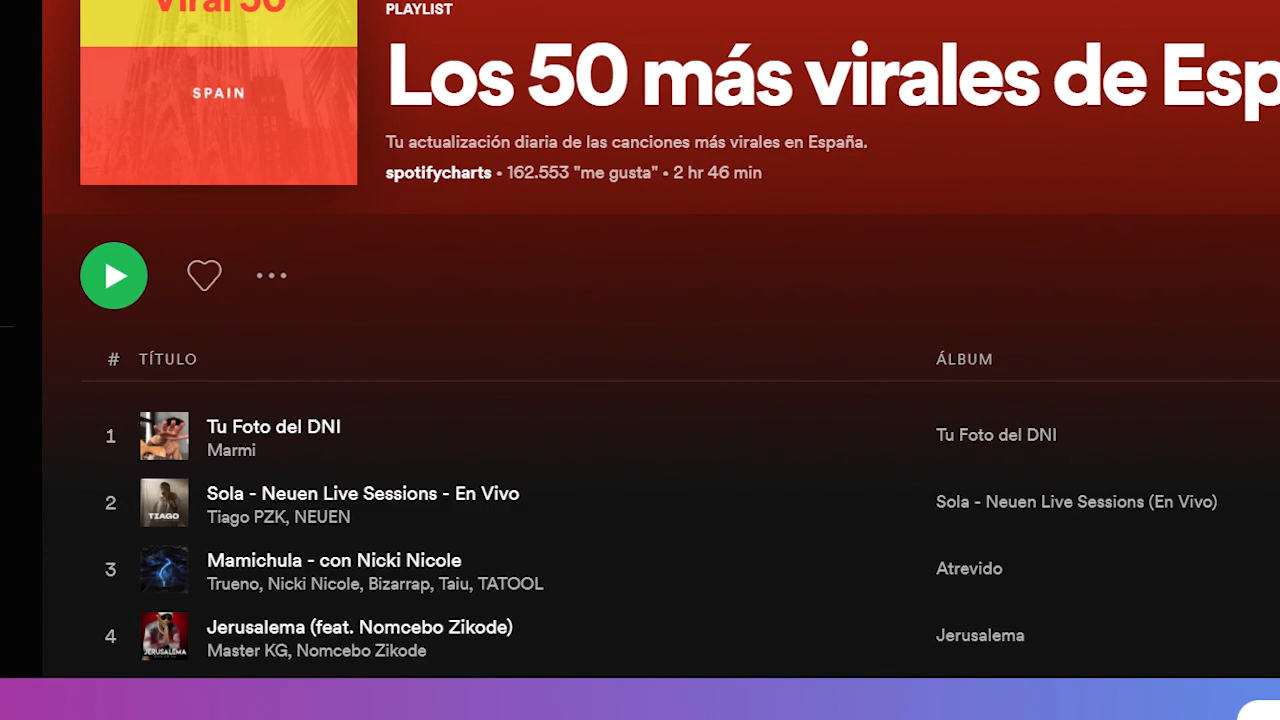 Viral 50
PLAYLIST
Los 50 más virales de Esp
SPAIN
Tu actualización diaria de las canciones más virales en España.
spotifycharts • 162.553 "me gusta" • 2 hr 46 min
# TÍTULO ÁLBUM
1 Tu Foto del DNI Tu Foto del DNI
Marmi
2 Sola - Neuen Live Sessions - En Vivo Sola - Neuen Live Sessions (En Vivo)
Tiago PZK, NEUEN
TIAGO
3 Mamichula - con Nicki Nicole Atrevido
Trueno, Nicki Nicole, Bizarrap, Taiu, TATOOL
4 Jerusalema (feat. Nomcebo Zikode) Jerusalema
Master KG, Nomcebo Zikode
JERUSALEMA